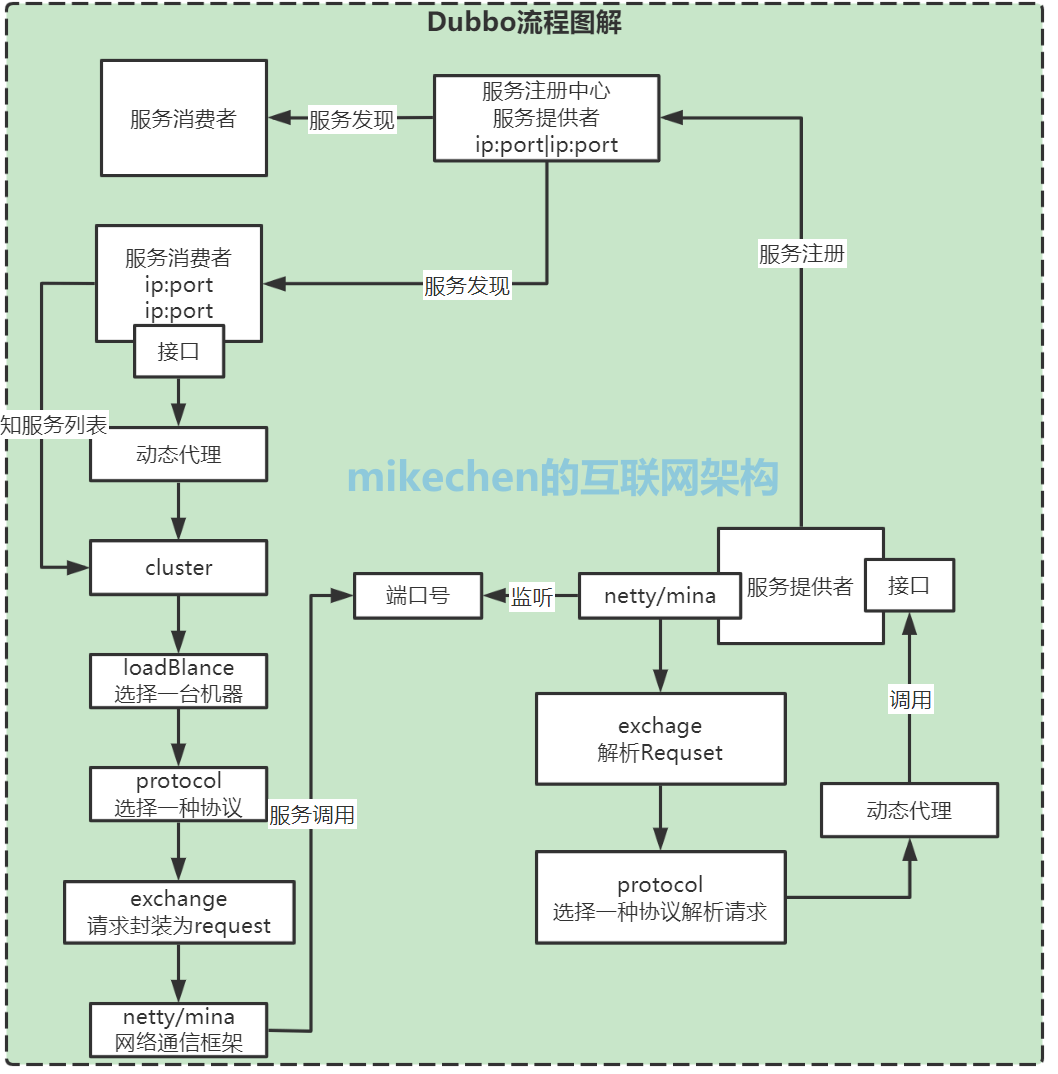 Dubbo流程图解
服务消费者
服务发现
服务注册中心
服务提供者
ip:port|ip:port
服务注册
服务消费者
ip:port
ip:port
接口
服务发现
知服务列表
动态代理
mikechen的互联网架构
cluster
端口号
监听
netty/mina
服务提供者
接口
loadBlance
选择一台机器
exchage
解析Requset
调用
protocol
选择一种协议
服务调用
动态代理
exchange
请求封装为request
protocol
选择一种协议解析请求
netty/mina
网络通信框架